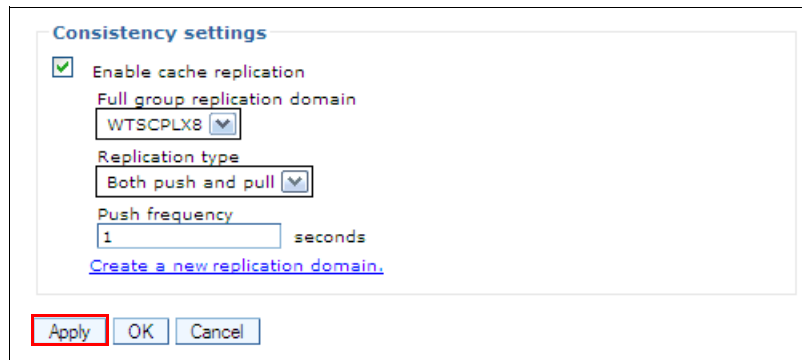 Consistency settings
Enable cache replication
Full group replication domain
WTSCPLX8
Replication type
Both push and pull
Push frequency
1 seconds
Create a new replication domain.
Apply OK Cancel